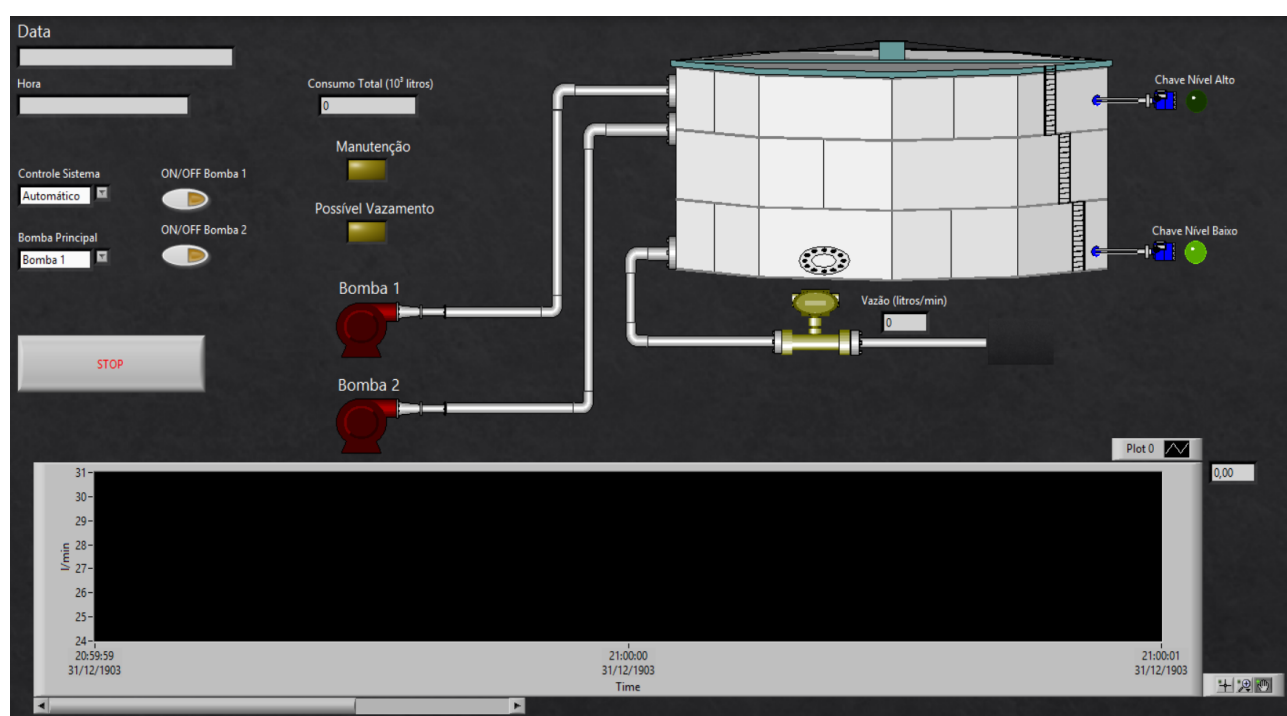 Data
Hora
Consumo Total (10³ litros)
0
Manutenção
Possível Vazamento
Controle Sistema
Automático
ON/OFF Bomba 1
Bomba Principal
Bomba 1
ON/OFF Bomba 2
STOP
Bomba 1
Bomba 2
Chave Nível Alto
Chave Nível Baixo
Vazão (litros/min)
0
Plot 0
0,00
l/min
31
30
29
28
27
26
25
24
20:59:59
31/12/1903
21:00:00
31/12/1903
21:00:01
31/12/1903
Time